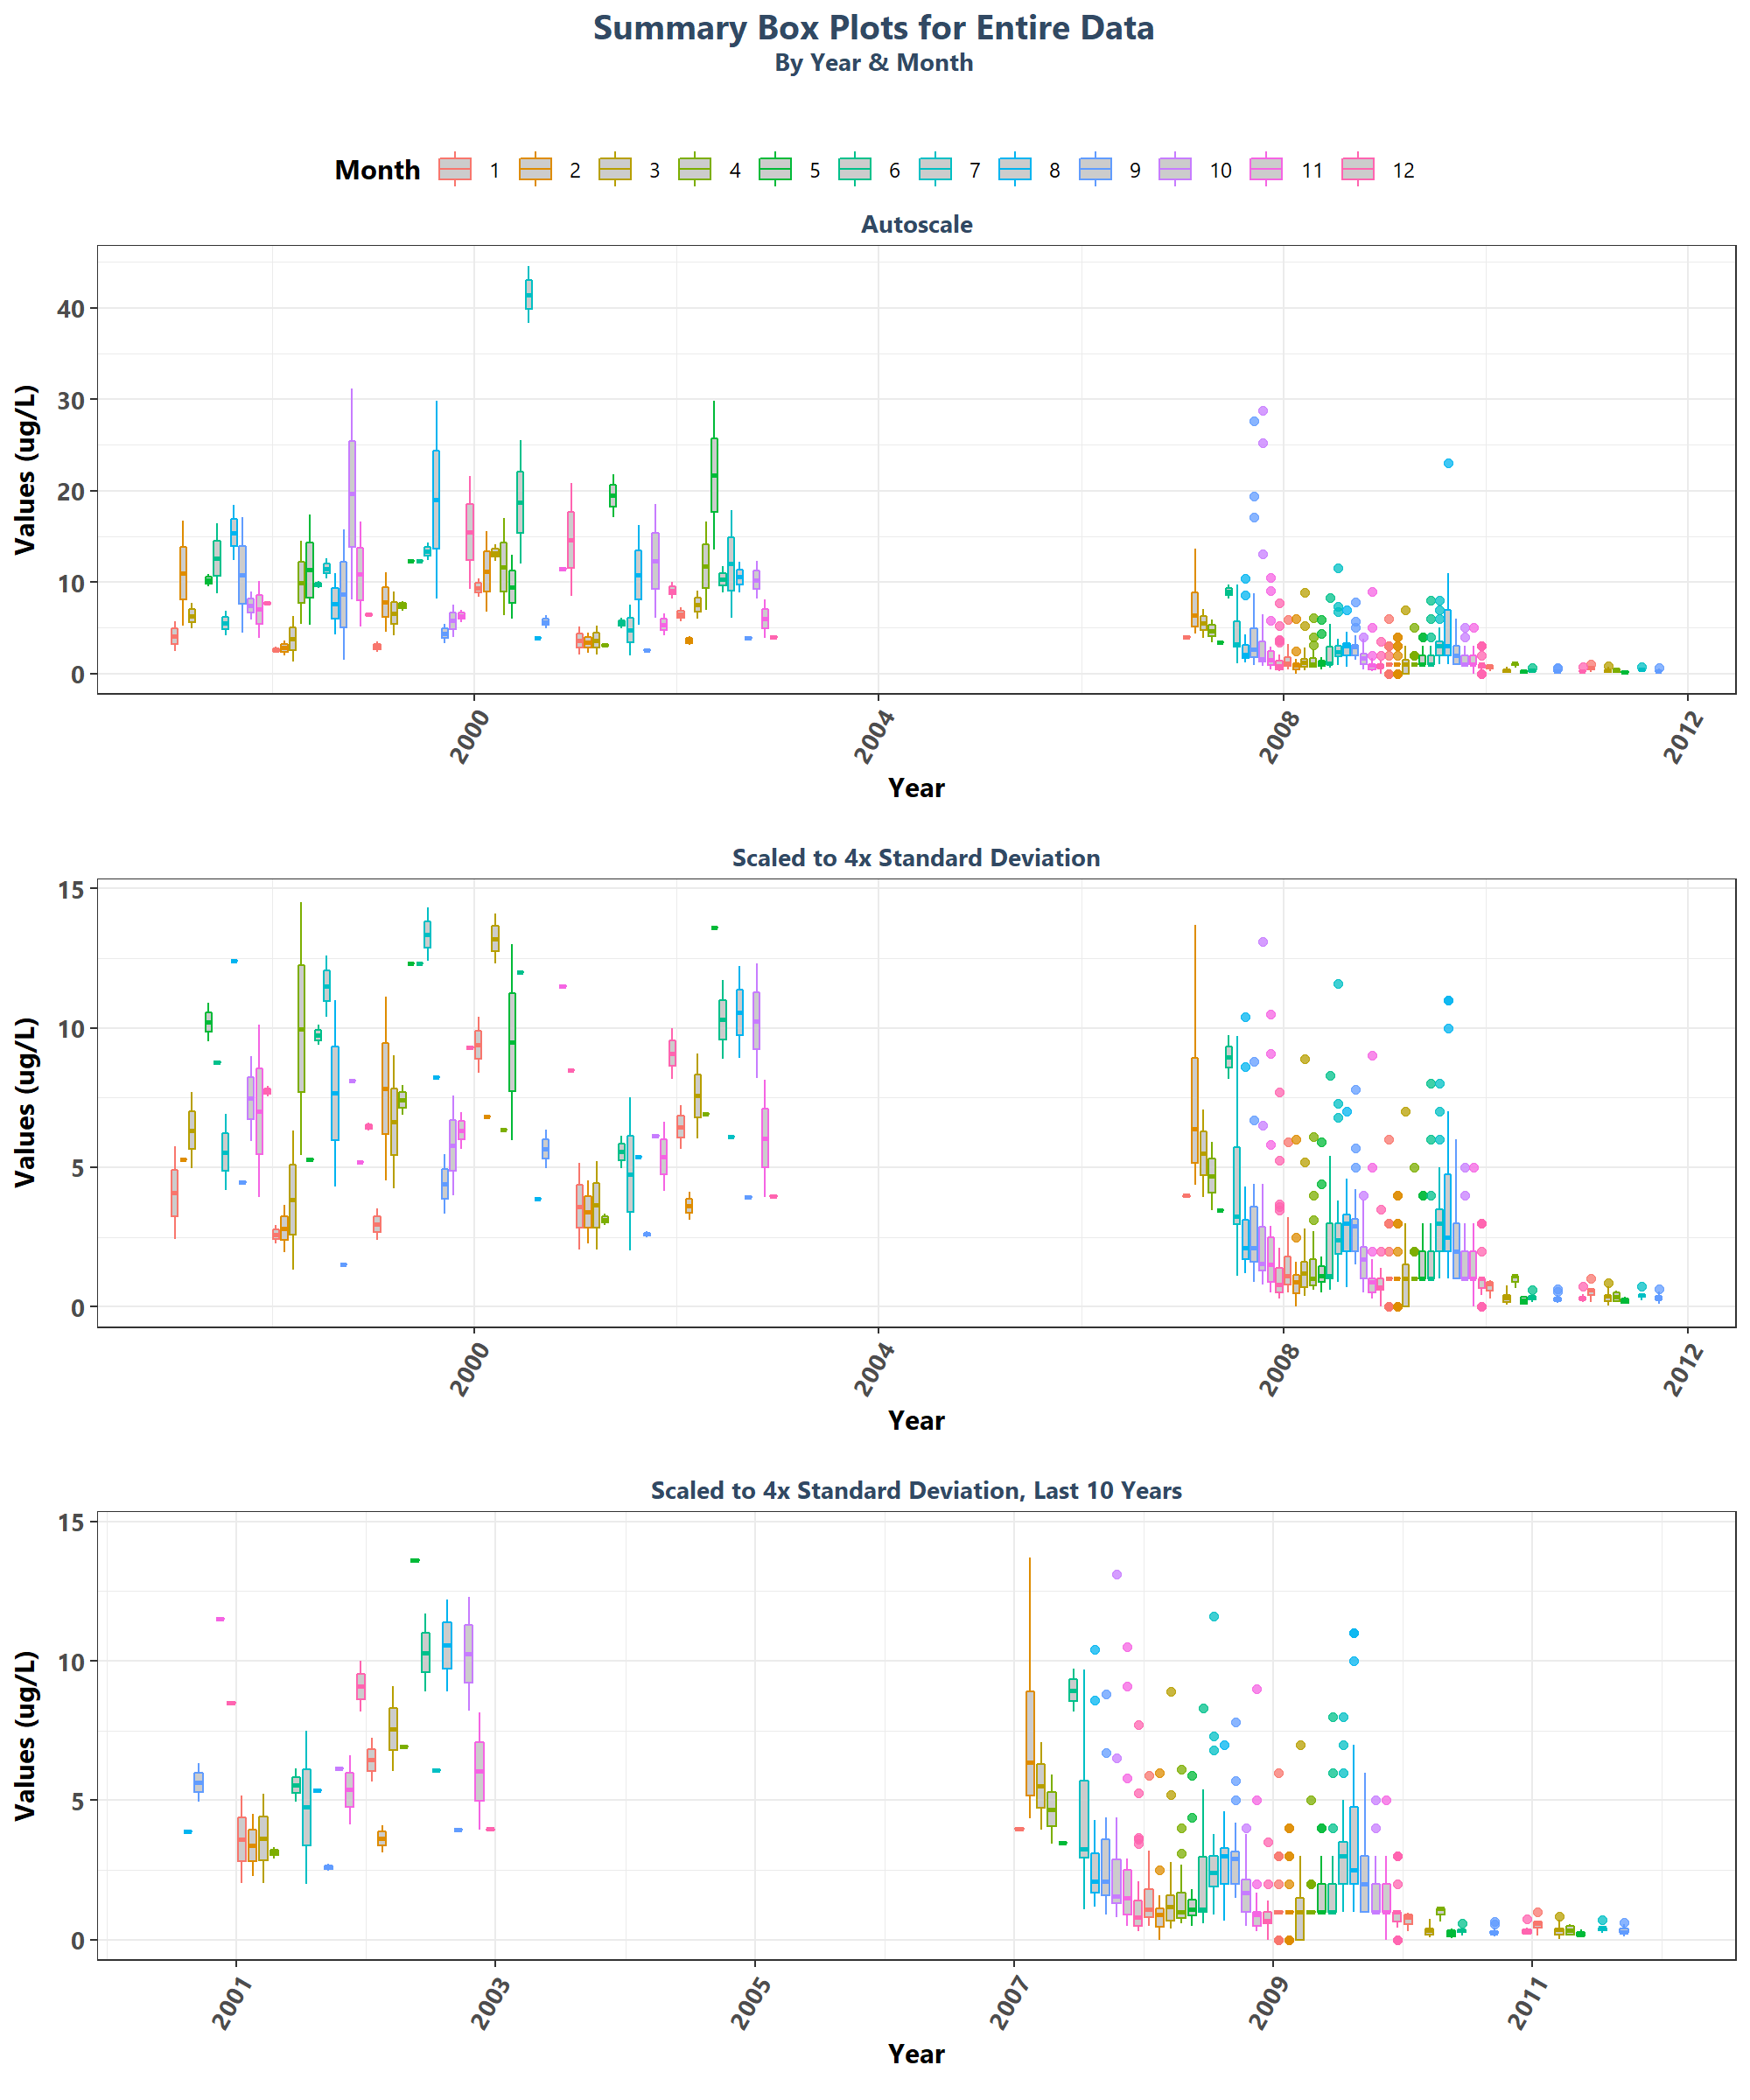 Summary Box Plots for Entire Data
By Year & Month
Month 1 2 3 4 5 6 7 8 9 10 11 12
Autoscale
Values (ug/L)
40
30
20
10
0
2000 2004 2008 2012
Year
Scaled to 4x Standard Deviation
Values (ug/L)
15
10
5
0
2000 2004 2008 2012
Year
Scaled to 4x Standard Deviation, Last 10 Years
Values (ug/L)
15
10
5
0
2001 2003 2005 2007 2009 2011
Year